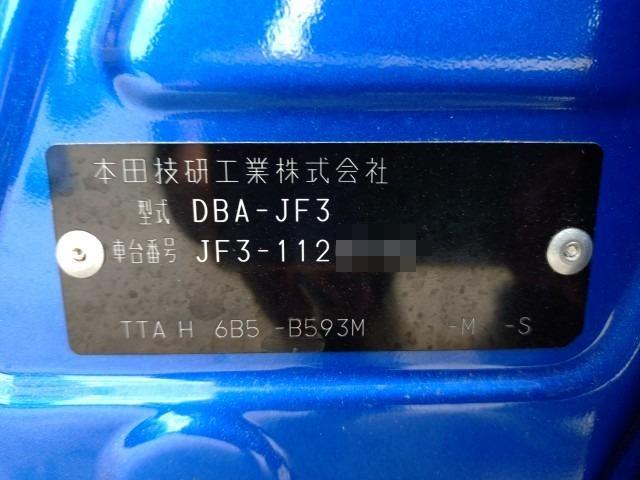 本田技研工業株式会社
型式 DBA-JF3
車台番号 JF3-112
TTA H 6B5 -B593M -M -S